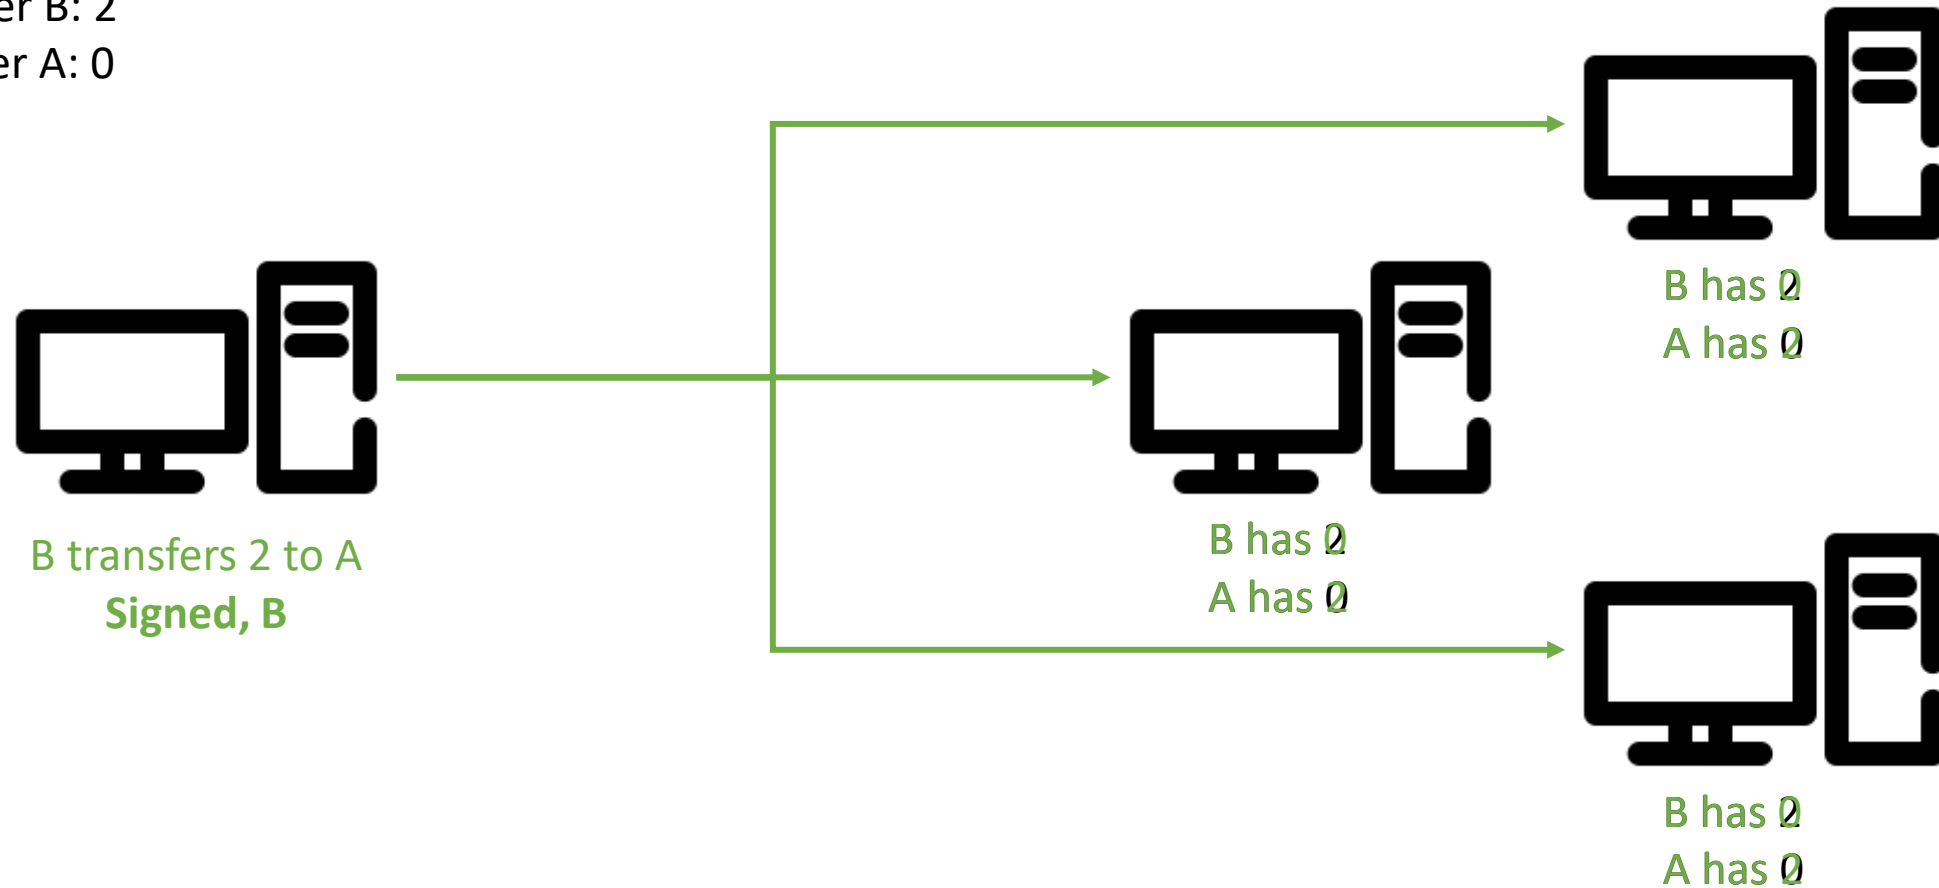 er B: 2
er A: 0
B has
A has
B transfers 2 to A
Signed, B
B has
A has
B has
A has